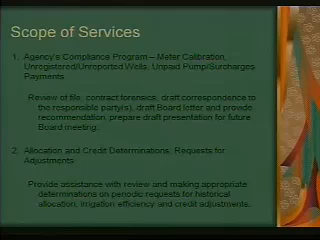 Scope of Services
1. Agency's Compliance Program – Meter Calibration,
Unregistered/Unreported Wells, Unpaid Pump/Surcharges
Payments
Review of file, contract forensics, draft correspondence to
the responsible party(s), draft Board letter and provide
recommendation, prepare draft presentation for future
Board meeting.
2. Allocation and Credit Determinations, Requests for
Adjustments
Provide assistance with review and making appropriate
determinations on periodic requests for historical
allocation, irrigation efficiency and credit adjustments.